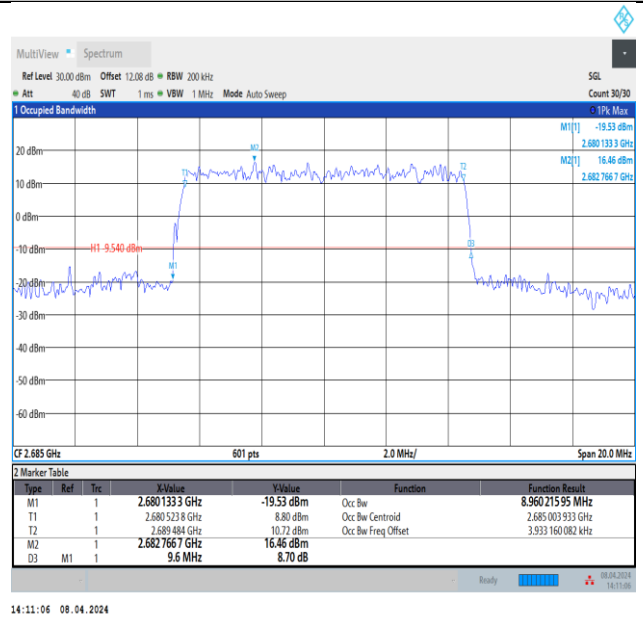 MultiView Spectrum
Ref Level 30.00 dBm Offset 12.08 dB RBW 200 kHz SGL
Att 40 dB SWT 1 ms VBW 1 MHz Mode Auto Sweep Count 30/30
1 Occupied Bandwidth 1Pk Max
M1[1] -19.53 dBm
2.680 133 3 GHz
M2[1] 16.46 dBm
2.682 766 7 GHz
M2
20 dBm
T1 T2
10 dBm
0 dBm
D3
-10 dBm H1 -9.540 dBm
M1
-20 dBm
-30 dBm
-40 dBm
-50 dBm
-60 dBm
CF 2.685 GHz 601 pts 2.0 MHz/ Span 20.0 MHz
2 Marker Table
Type Ref Trc X-Value Y-Value Function Function Result
M1 1 2.680 133 3 GHz -19.53 dBm Occ Bw 8.960 215 95 MHz
T1 1 2.680 523 8 GHz 8.80 dBm Occ Bw Centroid 2.685 003 933 GHz
T2 1 2.689 484 GHz 10.72 dBm Occ Bw Freq Offset 3.933 160 082 kHz
M2 1 2.682 766 7 GHz 16.46 dBm
D3 M1 1 9.6 MHz 8.70 dB
Ready 08.04.2024
14:11:06
14:11:06 08.04.2024